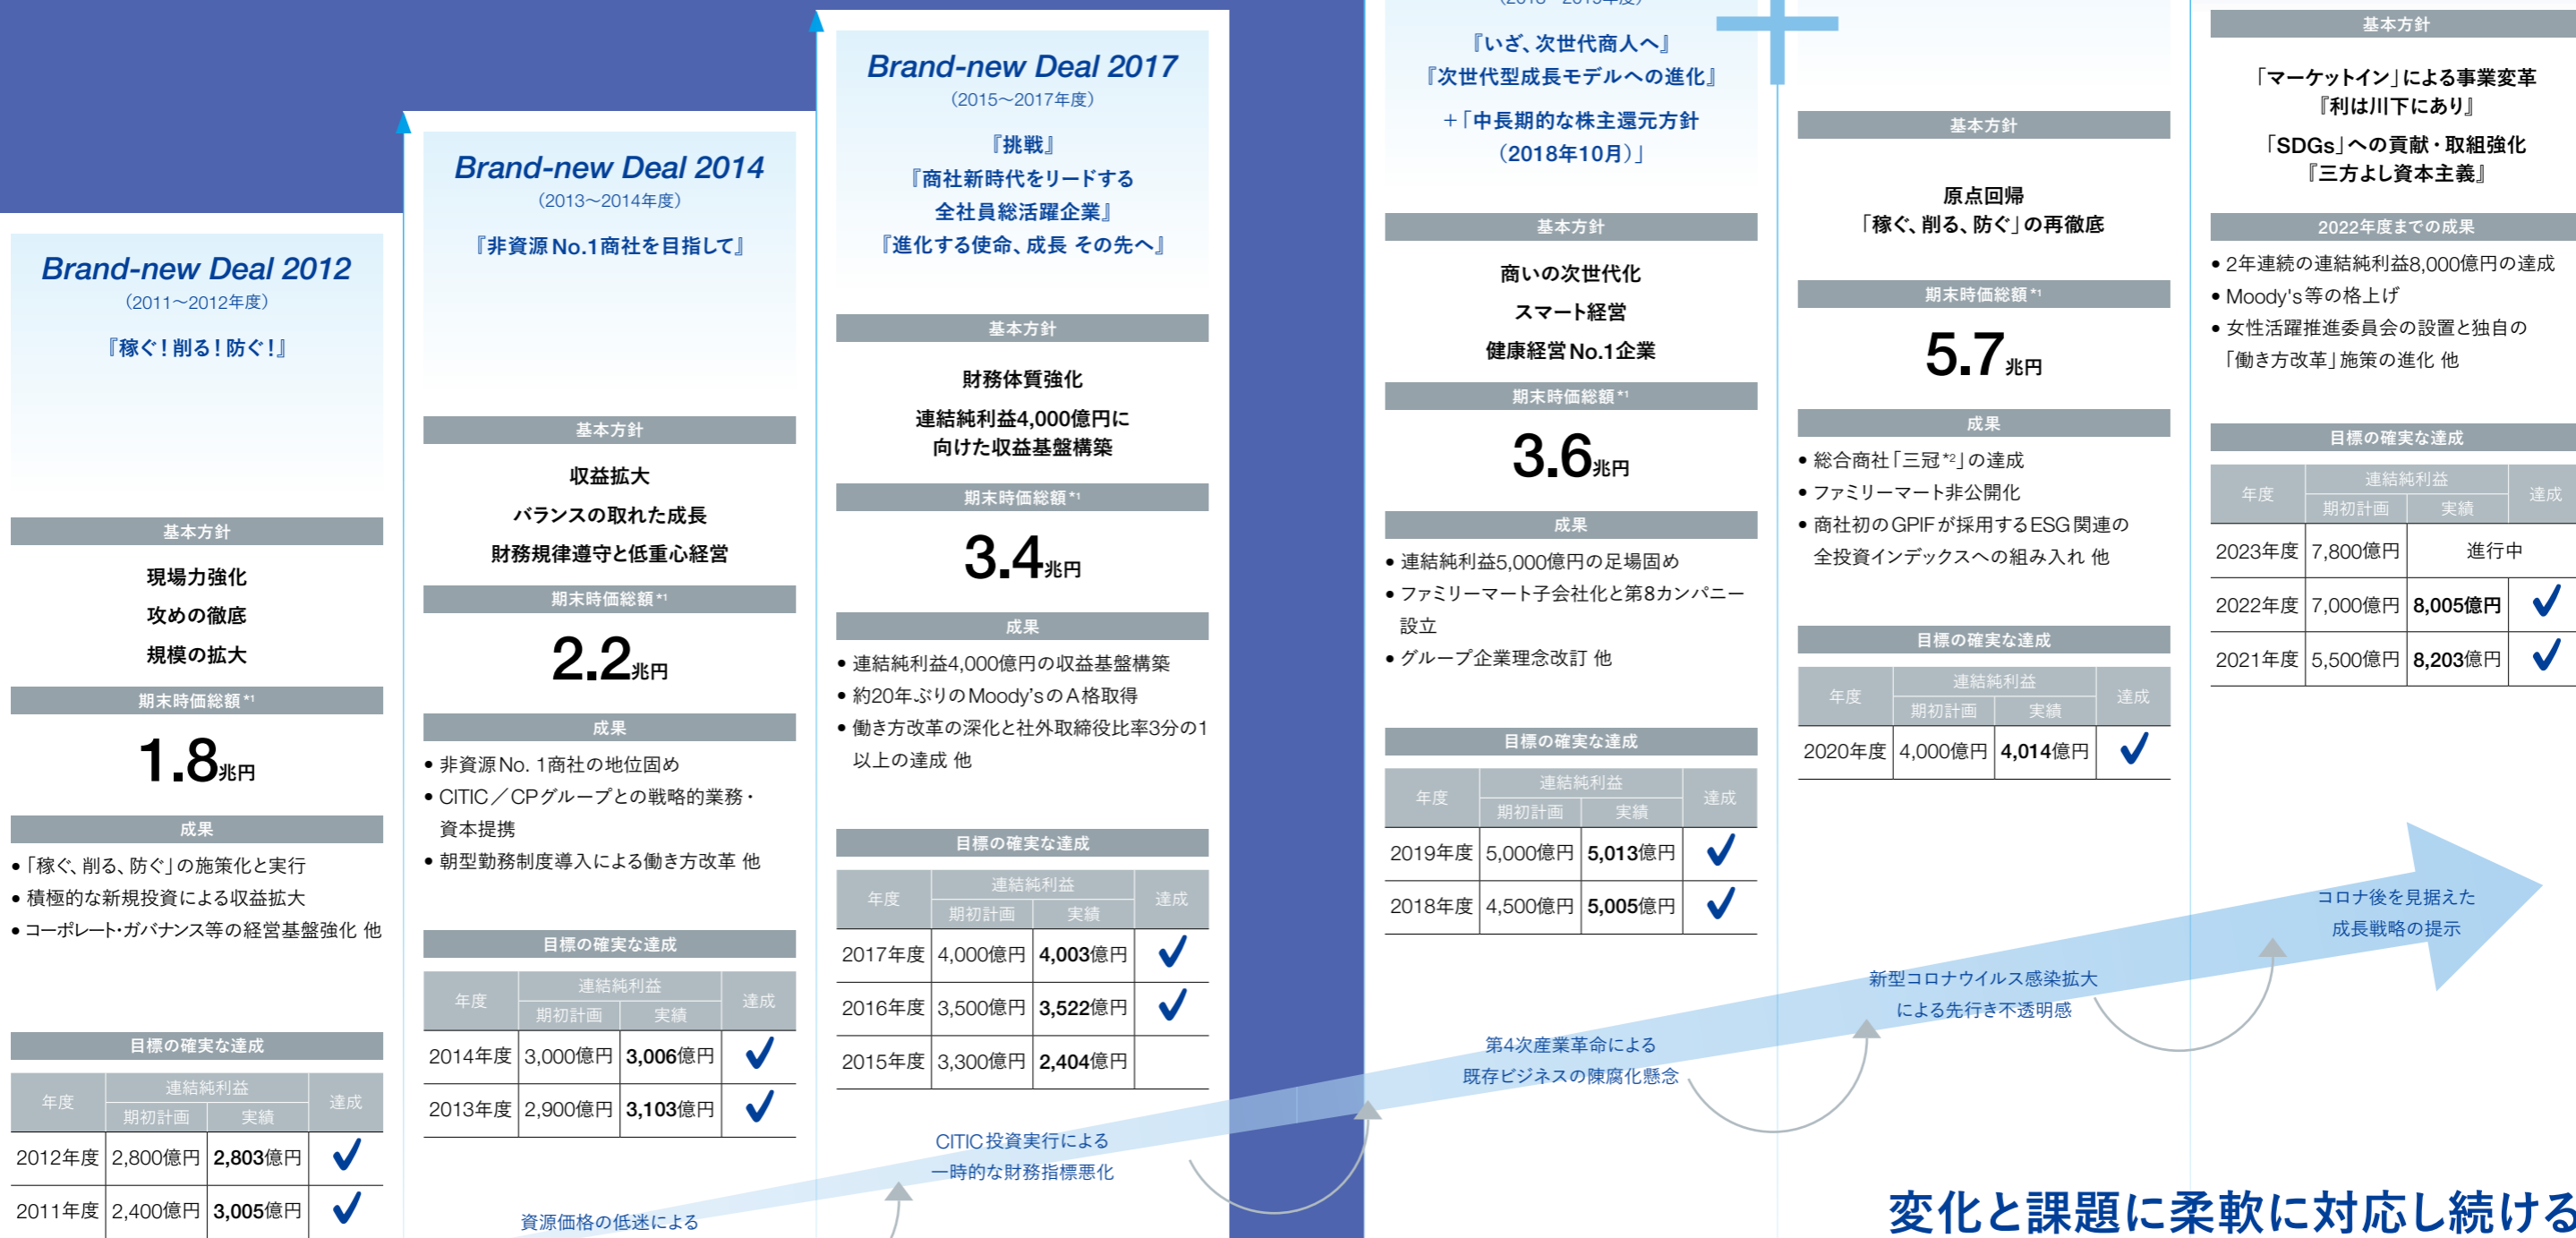 Brand-new Deal 2012
（2011〜2012年度）
『稼ぐ！削る！防ぐ！』
基本方針
現場力強化
攻めの徹底
規模の拡大
期末時価総額*1
1.8兆円
成果
●「稼ぐ、削る、防ぐ」の施策化と実行
● 積極的な新規投資による収益拡大
● コーポレート・ガバナンス等の経営基盤強化 他
目標の確実な達成
年度 連結純利益 達成
期初計画 実績
2012年度 2,800億円 2,803億円 ✓
2011年度 2,400億円 3,005億円 ✓
Brand-new Deal 2014
（2013〜2014年度）
『非資源No.1商社を目指して』
基本方針
収益拡大
バランスの取れた成長
財務規律遵守と低重心経営
期末時価総額*1
2.2兆円
成果
● 非資源No. 1商社の地位固め
● CITIC／CPグループとの戦略的業務・
資本提携
● 朝型勤務制度導入による働き方改革 他
目標の確実な達成
年度 連結純利益 達成
期初計画 実績
2014年度 3,000億円 3,006億円 ✓
2013年度 2,900億円 3,103億円 ✓
資源価格の低迷による
Brand-new Deal 2017
（2015〜2017年度）
『挑戦』
『商社新時代をリードする
全社員総活躍企業』
『進化する使命、成長 その先へ』
基本方針
財務体質強化
連結純利益4,000億円に
向けた収益基盤構築
期末時価総額*1
3.4兆円
成果
● 連結純利益4,000億円の収益基盤構築
● 約20年ぶりのMoody’sのA格取得
● 働き方改革の深化と社外取締役比率3分の1
以上の達成 他
目標の確実な達成
年度 連結純利益 達成
期初計画 実績
2017年度 4,000億円 4,003億円 ✓
2016年度 3,500億円 3,522億円 ✓
2015年度 3,300億円 2,404億円
CITIC投資実行による
一時的な財務指標悪化
『いざ、次世代商人へ』
『次世代型成長モデルへの進化』
＋「中長期的な株主還元方針
（2018年10月）」
基本方針
商いの次世代化
スマート経営
健康経営No.1企業
期末時価総額*1
3.6兆円
成果
● 連結純利益5,000億円の足場固め
● ファミリーマート子会社化と第8カンパニー
設立
● グループ企業理念改訂 他
目標の確実な達成
年度 連結純利益 達成
期初計画 実績
2019年度 5,000億円 5,013億円 ✓
2018年度 4,500億円 5,005億円 ✓
第4次産業革命による
既存ビジネスの陳腐化懸念
基本方針
原点回帰
「稼ぐ、削る、防ぐ」の再徹底
期末時価総額*1
5.7兆円
成果
● 総合商社「三冠*2」の達成
● ファミリーマート非公開化
● 商社初のGPIFが採用するESG関連の
全投資インデックスへの組み入れ 他
目標の確実な達成
年度 連結純利益 達成
期初計画 実績
2020年度 4,000億円 4,014億円 ✓
新型コロナウイルス感染拡大
による先行き不透明感
基本方針
「マーケットイン」による事業変革
『利は川下にあり』
「SDGs」への貢献・取組強化
『三方よし資本主義』
2022年度までの成果
● 2年連続の連結純利益8,000億円の達成
● Moody's等の格上げ
● 女性活躍推進委員会の設置と独自の
「働き方改革」施策の進化 他
目標の確実な達成
年度 連結純利益 達成
期初計画 実績
2023年度 7,800億円 進行中
2022年度 7,000億円 8,005億円 ✓
2021年度 5,500億円 8,203億円 ✓
コロナ後を見据えた
成長戦略の提示
変化と課題に柔軟に対応し続ける